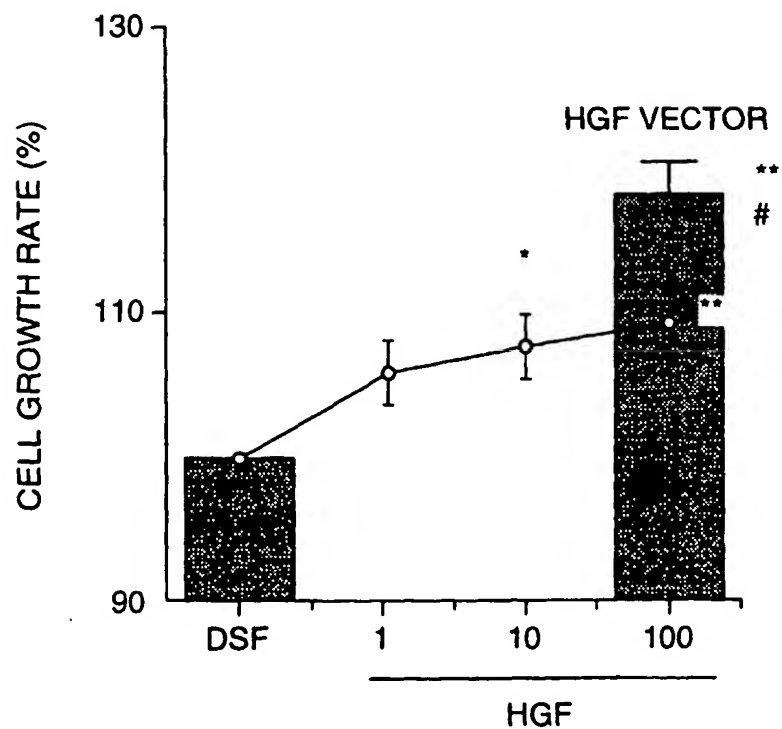 130
HGF VECTOR
**
#
*
110
**
90
CELL GROWTH RATE (%)
DSF 1 10 100
HGF